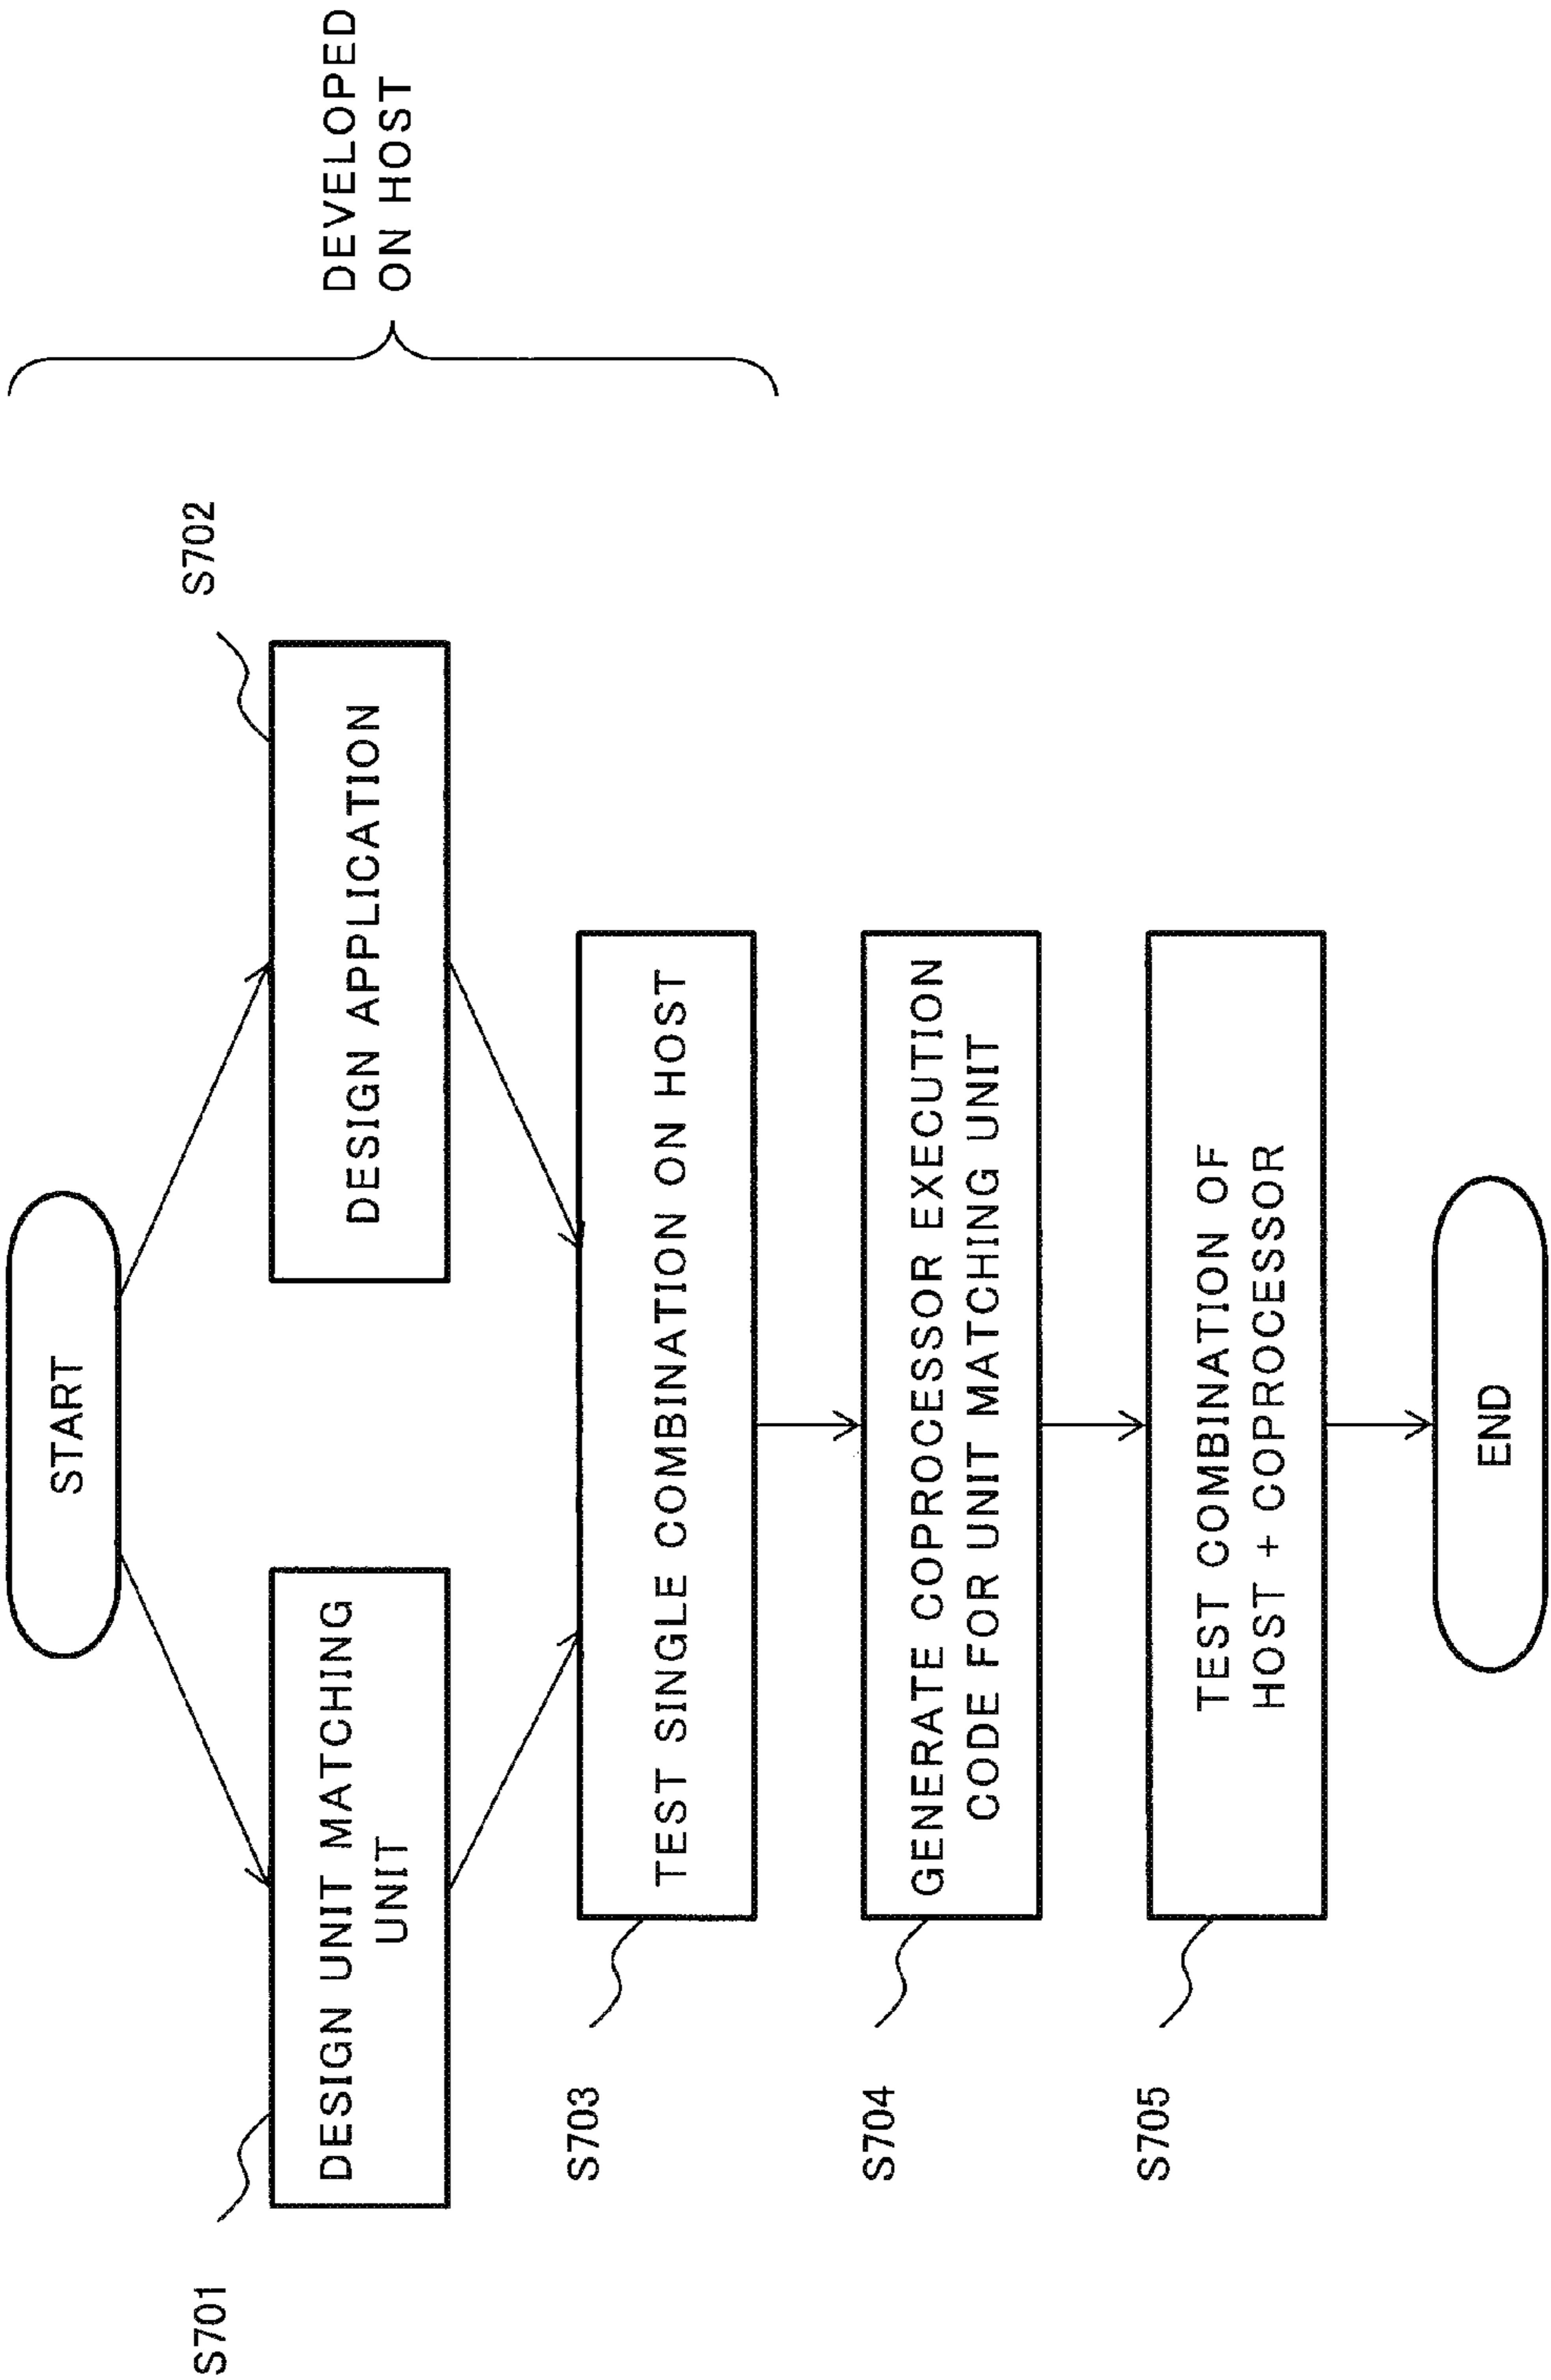 START
DEVELOPED
ON HOST
S701
DESIGN UNIT MATCHING
UNIT
S702
DESIGN APPLICATION
S703
TEST SINGLE COMBINATION ON HOST
S704
GENERATE COPROCESSOR EXECUTION
CODE FOR UNIT MATCHING UNIT
S705
TEST COMBINATION OF
HOST + COPROCESSOR
END